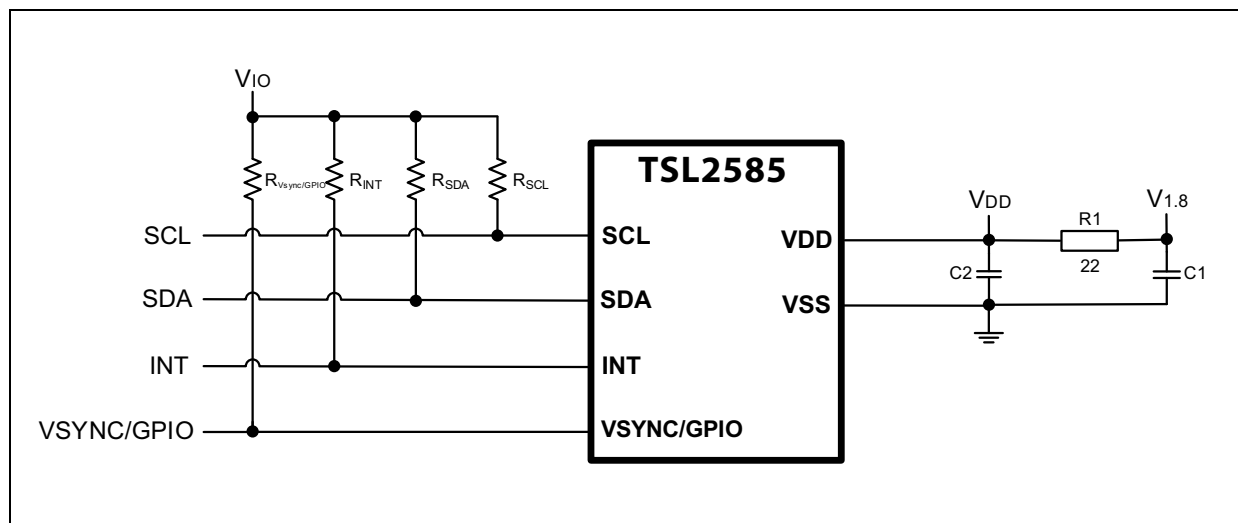 VIO
RVsync/GPIO
RINT
RSDA
RSCL
TSL2585
SCL
SCL
VDD
VDD
R1
22
V1.8
C2
C1
SDA
SDA
VSS
INT
INT
VSYNC/GPIO
VSYNC/GPIO